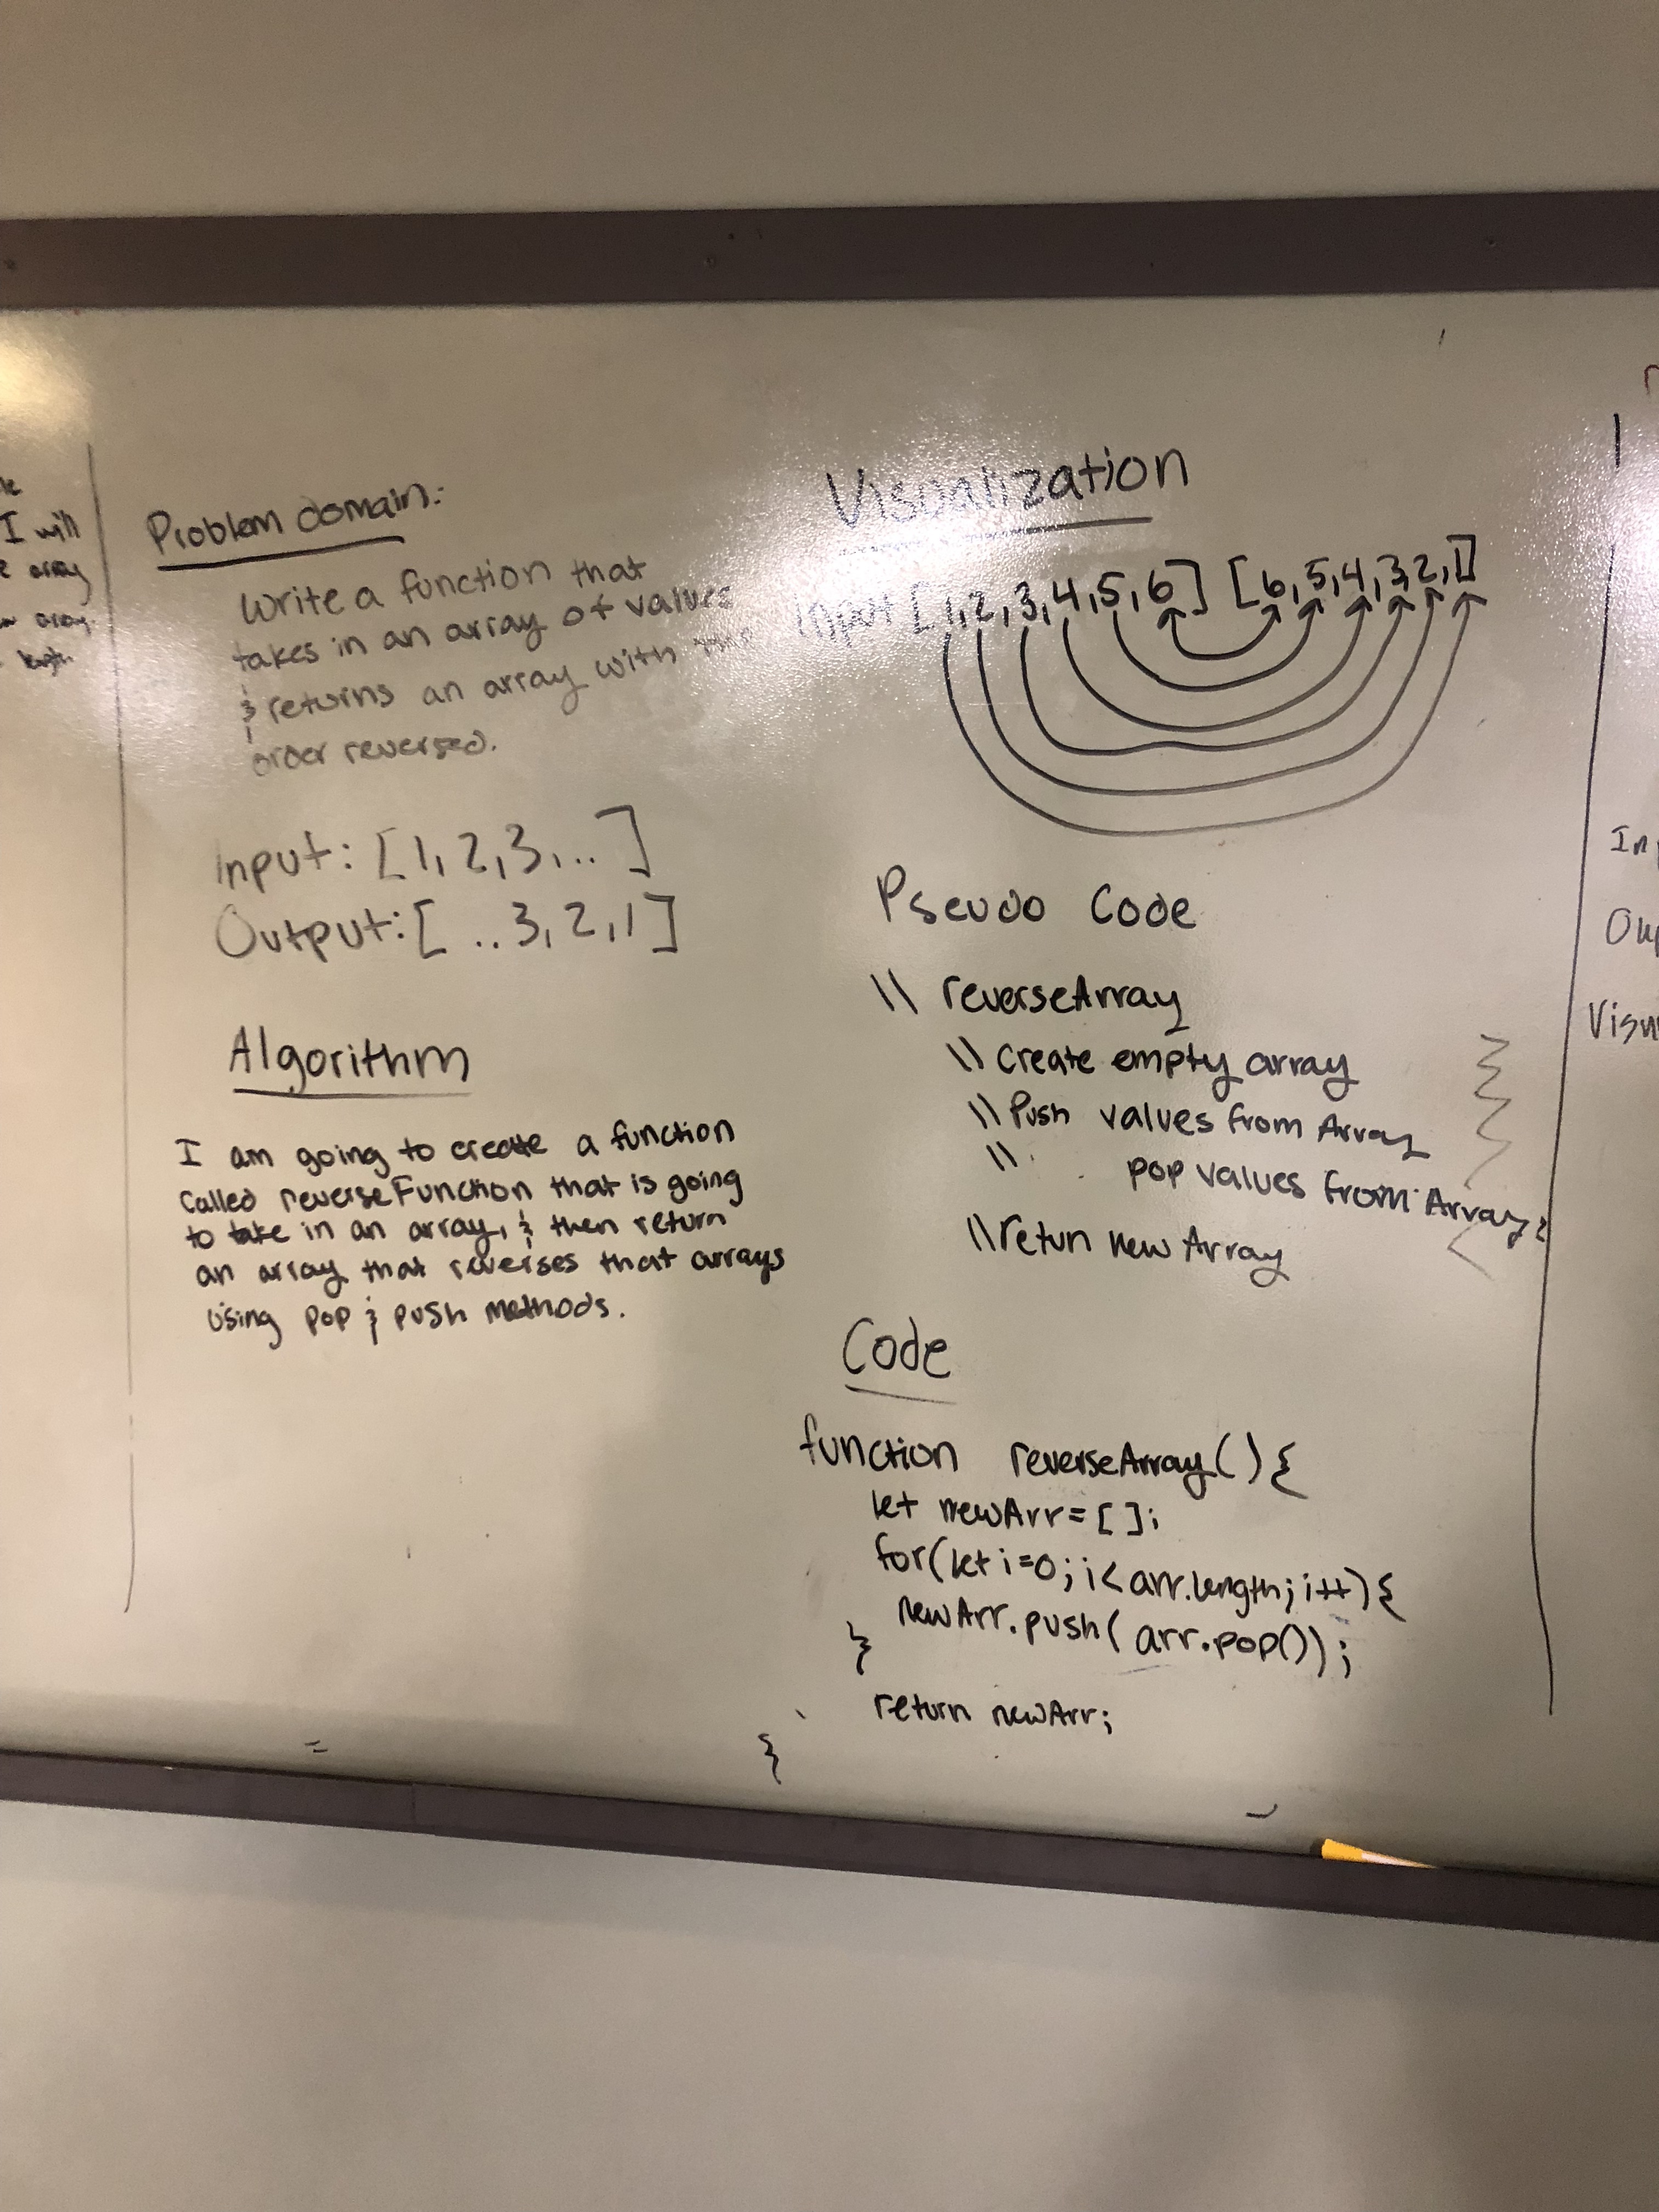 I will
array
array
length
Problem domain:
Write a function that
takes in an array of values
& returns an array with the
order reversed.
Input: [1,2,3,... ]
Output: [ ..3,2,1]
Algorithm
I am going to create a function
called reverseFunction that is going
to take in an array, & then return
an array that reverses that arrays
using pop & push methods.
Visualization
Input [1,2,3,4,5,6] [6,5,4,3,2,1]
Pseudo Code
\\ reverseArray
\\ Create empty array
\\ Push values from Array
\\ pop values from Array
\\ retun new Array
Code
function reverseArray(){
let newArr=[];
for(let i=0; i<arr.length; i++){
newArr.push( arr.pop());
}
return newArr;
}
In
Ou
Visu